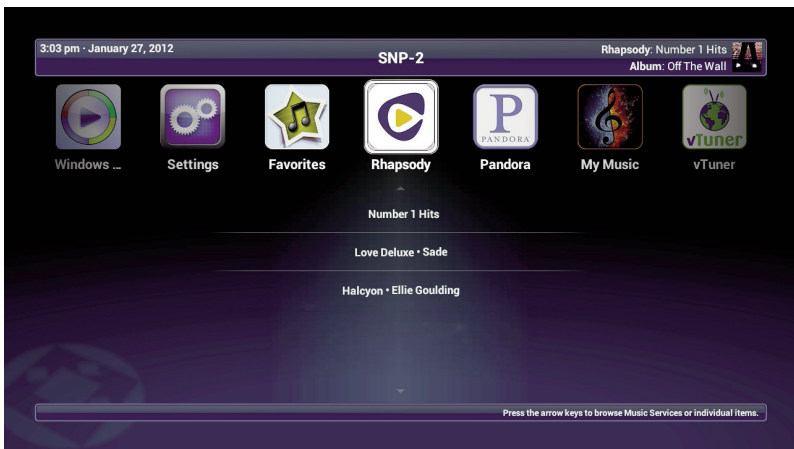 3:03 pm · January 27, 2012
SNP-2
Rhapsody: Number 1 Hits
Album: Off The Wall
P
PANDORA
vTuner
Windows ...
Settings
Favorites
Rhapsody
Pandora
My Music
vTuner
Number 1 Hits
Love Deluxe • Sade
Halcyon • Ellie Goulding
Press the arrow keys to browse Music Services or individual items.